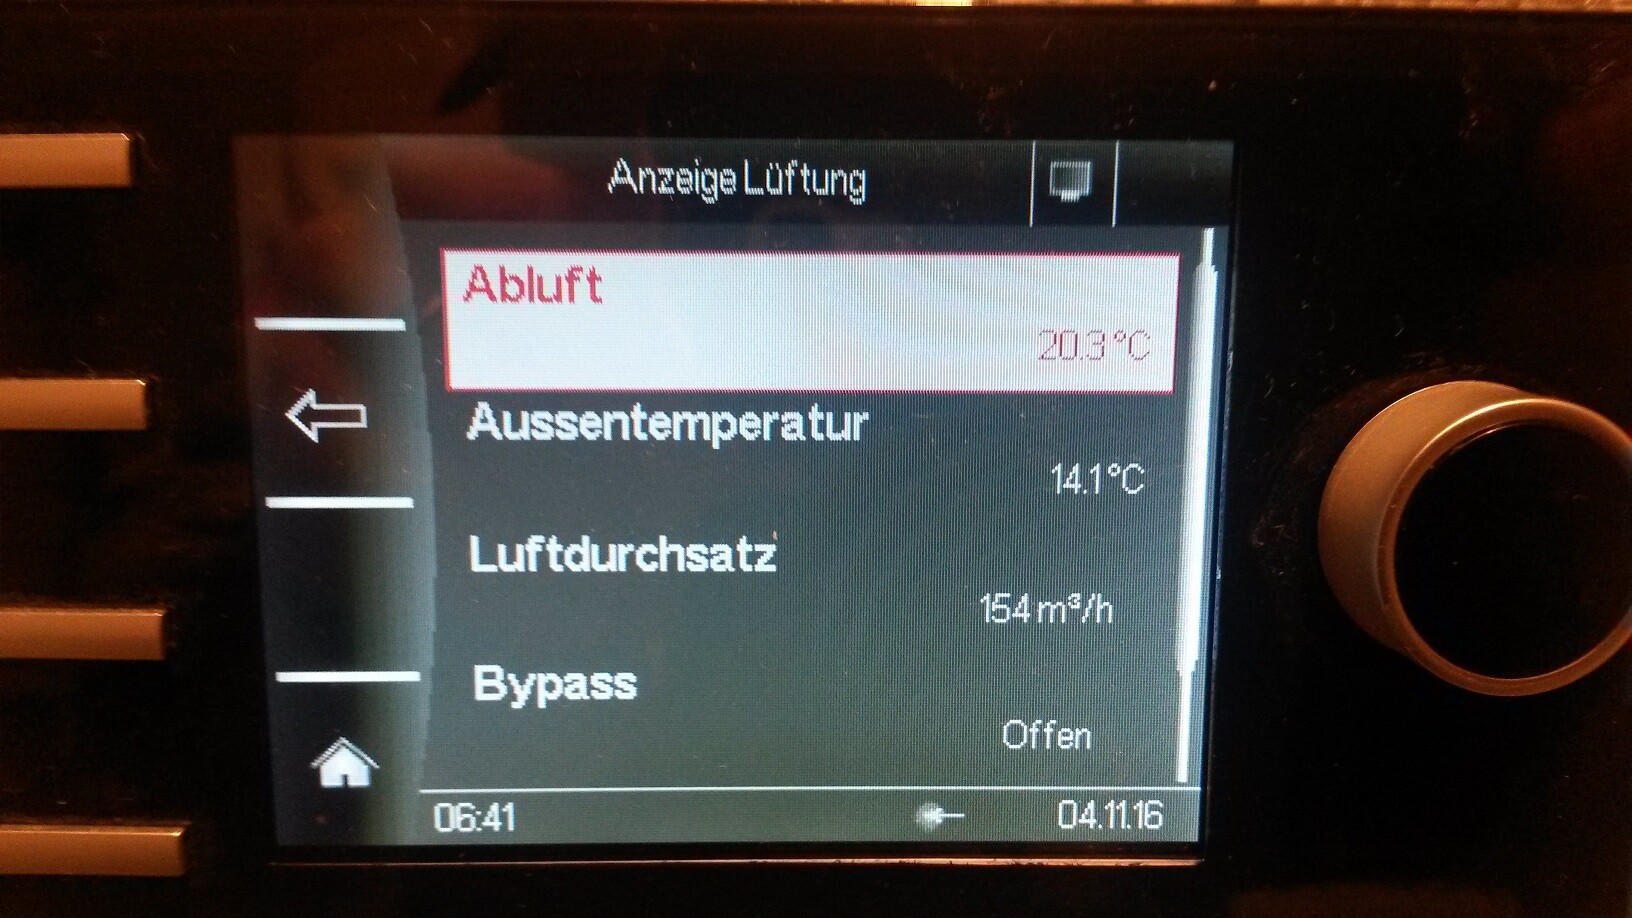 Anzeige Lüftung
Abluft
20.3°C
Aussentemperatur
14.1°C
Luftdurchsatz
154 m³/h
Bypass
Offen
06:41
04.11.16